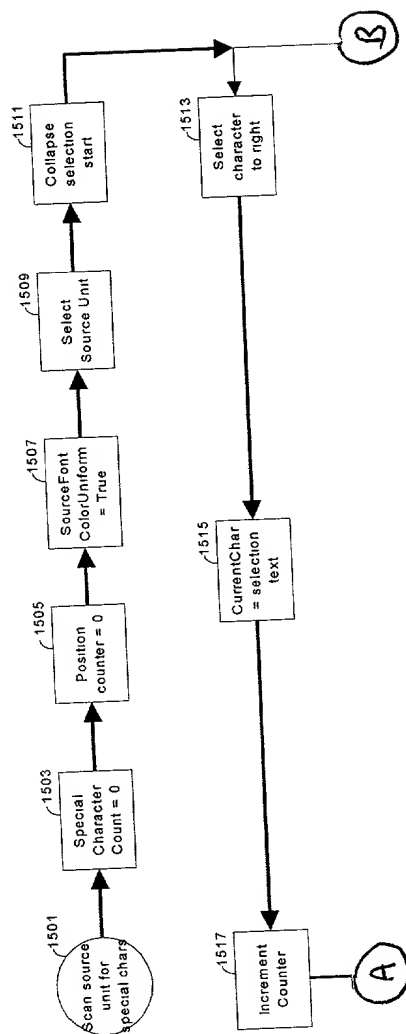 1501
Scan source
unit for
special chars
1503
Special
Character
Count = 0
1505
Position
counter = 0
1507
SourceFont
ColorUniform
= True
1509
Select
Source Unit
1511
Collapse
selection
start
B
1513
Select
character
to right
1515
CurrentChar
= selection
text
1517
Increment
Counter
A